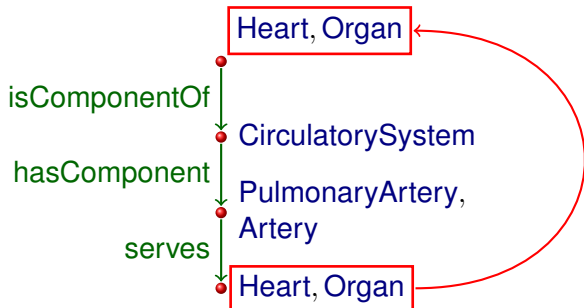 Heart, Organ
isComponentOf
CirculatorySystem
hasComponent
PulmonaryArtery,
Artery
serves
Heart, Organ